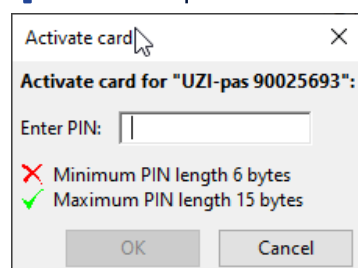 Activate card
Activate card for "UZI-pas 90025693":
Enter PIN:
Minimum PIN length 6 bytes
Maximum PIN length 15 bytes
OK Cancel